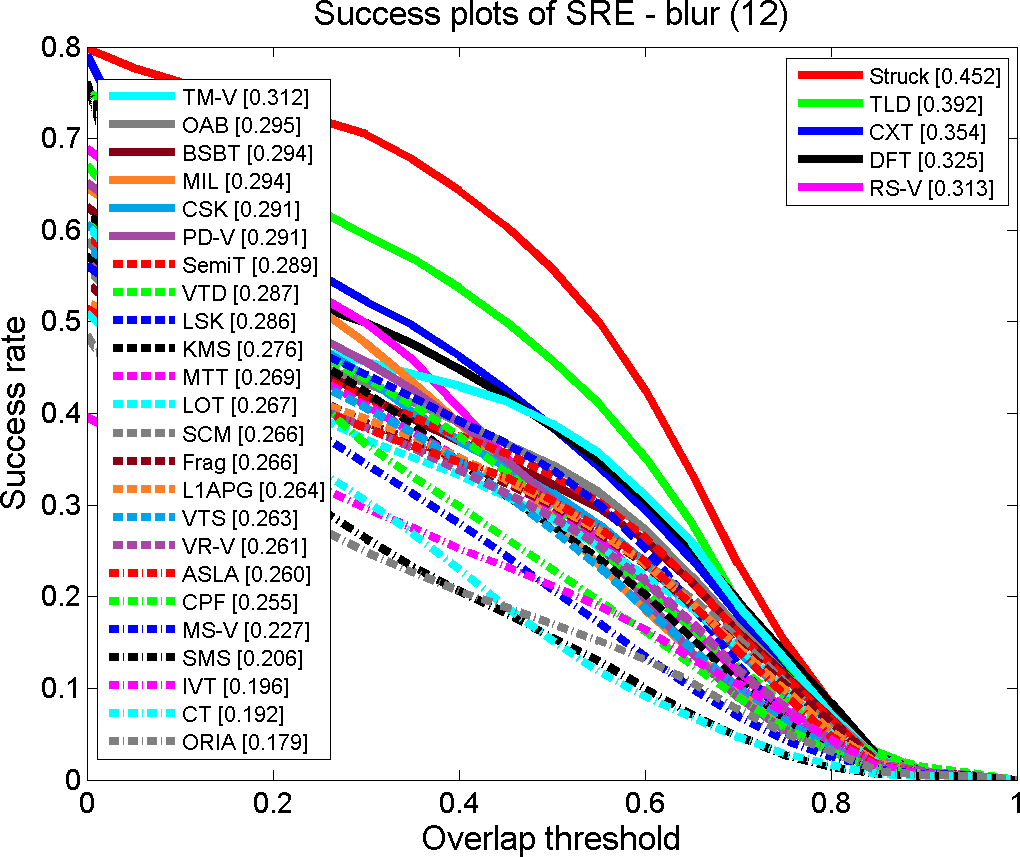 Success plots of SRE - blur (12)
Success rate
0.8
0.7
0.6
0.5
0.4
0.3
0.2
0.1
0
TM-V [0.312]
OAB [0.295]
BSBT [0.294]
MIL [0.294]
CSK [0.291]
PD-V [0.291]
SemiT [0.289]
VTD [0.287]
LSK [0.286]
KMS [0.276]
MTT [0.269]
LOT [0.267]
SCM [0.266]
Frag [0.266]
L1APG [0.264]
VTS [0.263]
VR-V [0.261]
ASLA [0.260]
CPF [0.255]
MS-V [0.227]
SMS [0.206]
IVT [0.196]
CT [0.192]
ORIA [0.179]
Struck [0.452]
TLD [0.392]
CXT [0.354]
DFT [0.325]
RS-V [0.313]
0 0.2 0.4 0.6 0.8 1
Overlap threshold